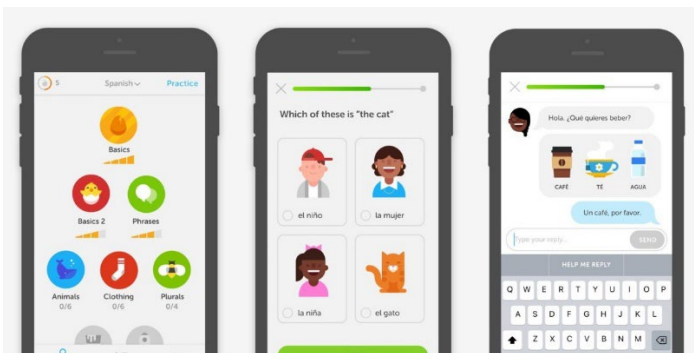 5
Spanish
Practice
Basics
Basics 2
Phrases
Animals
Clothing
Plurals
0/6
0/6
0/4
Which of these is "the cat"
el niño
la mujer
la niña
el gato
Hola. ¿Qué quieres beber?
CAFÉ
TÉ
AGUA
Un café, por favor.
Type your reply...
SEND
HELP ME REPLY
Q W E R T Y U I O P
A S D F G H J K L
Z X C V B N M